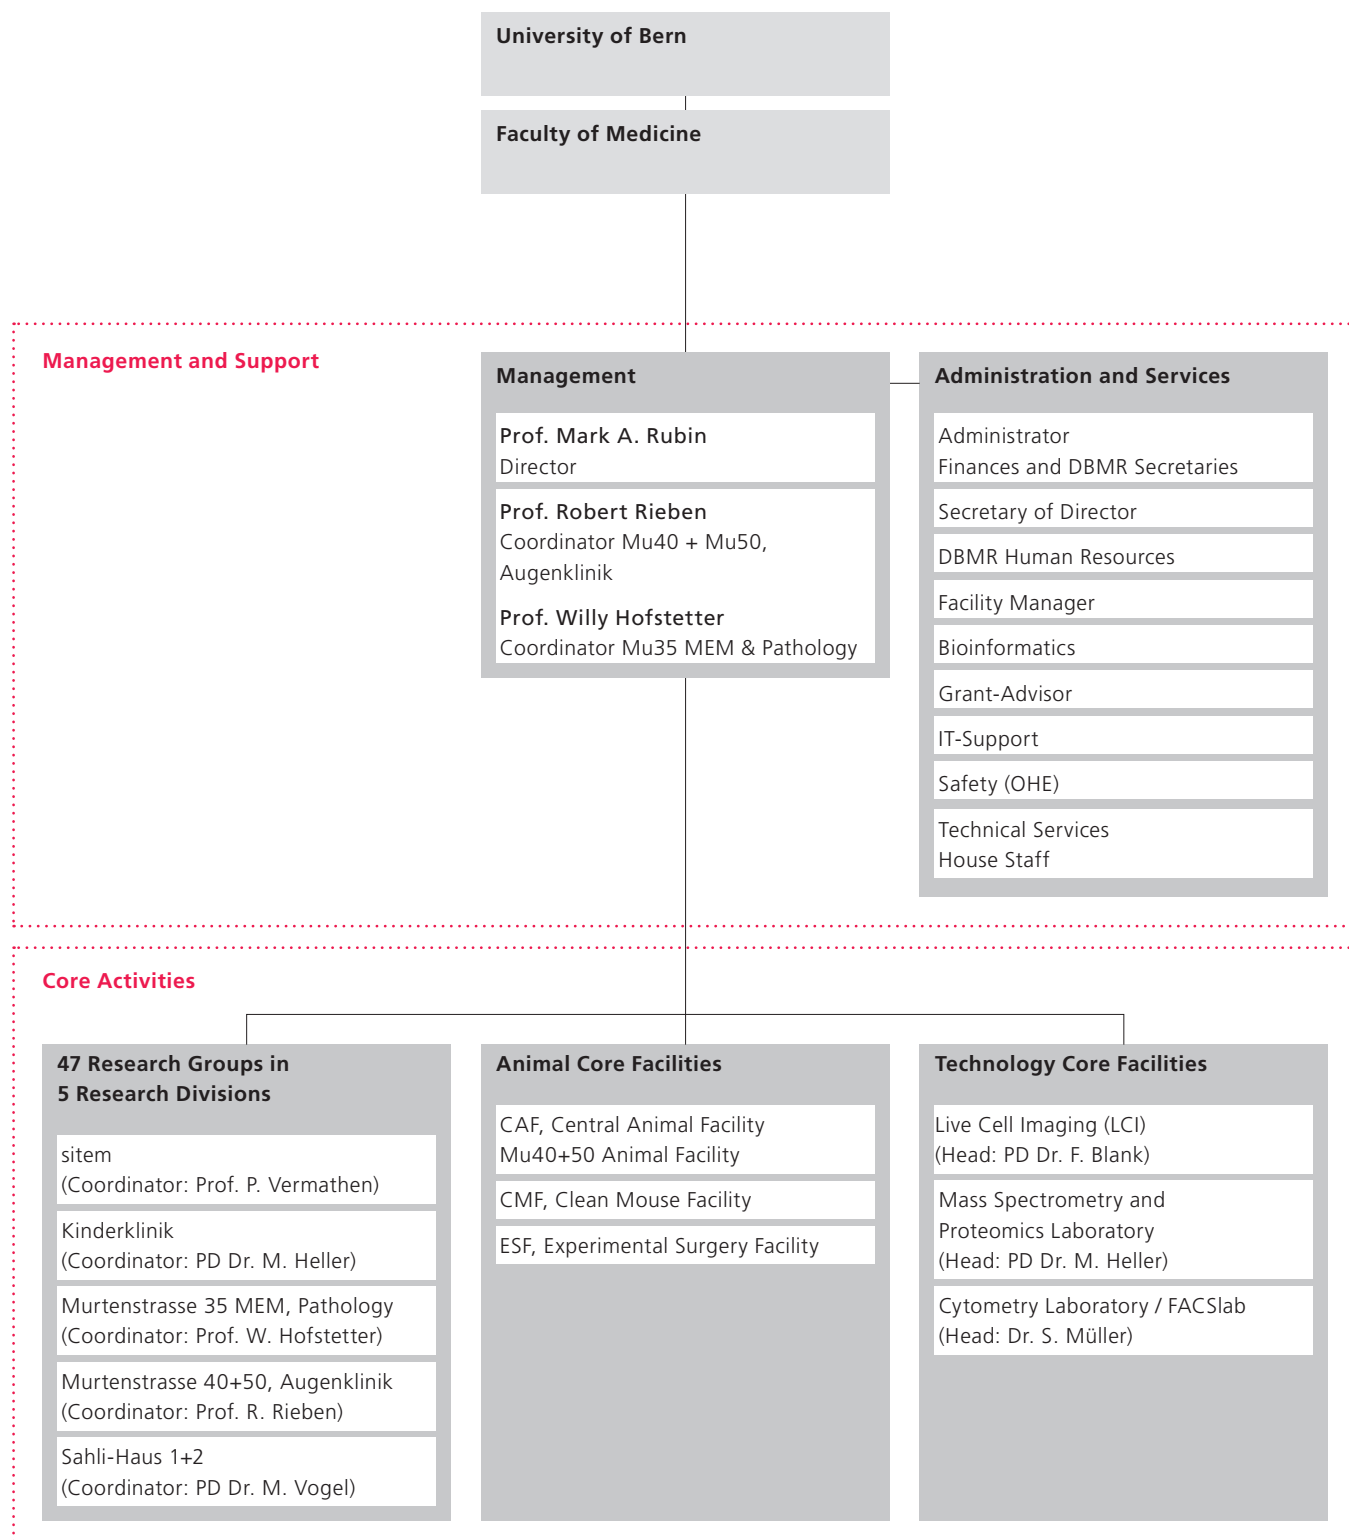 University of Bern
Faculty of Medicine
Management and Support
Management
Prof. Mark A. Rubin
Director
Prof. Robert Rieben
Coordinator Mu40 + Mu50,
Augenklinik
Prof. Willy Hofstetter
Coordinator Mu35 MEM & Pathology
Administration and Services
Administrator
Finances and DBMR Secretaries
Secretary of Director
DBMR Human Resources
Facility Manager
Bioinformatics
Grant-Advisor
IT-Support
Safety (OHE)
Technical Services
House Staff
Core Activities
47 Research Groups in
5 Research Divisions
sitem
(Coordinator: Prof. P. Vermathen)
Kinderklinik
(Coordinator: PD Dr. M. Heller)
Murtenstrasse 35 MEM, Pathology
(Coordinator: Prof. W. Hofstetter)
Murtenstrasse 40+50, Augenklinik
(Coordinator: Prof. R. Rieben)
Sahli-Haus 1+2
(Coordinator: PD Dr. M. Vogel)
Animal Core Facilities
CAF, Central Animal Facility
Mu40+50 Animal Facility
CMF, Clean Mouse Facility
ESF, Experimental Surgery Facility
Technology Core Facilities
Live Cell Imaging (LCI)
(Head: PD Dr. F. Blank)
Mass Spectrometry and
Proteomics Laboratory
(Head: PD Dr. M. Heller)
Cytometry Laboratory / FACSlab
(Head: Dr. S. Müller)